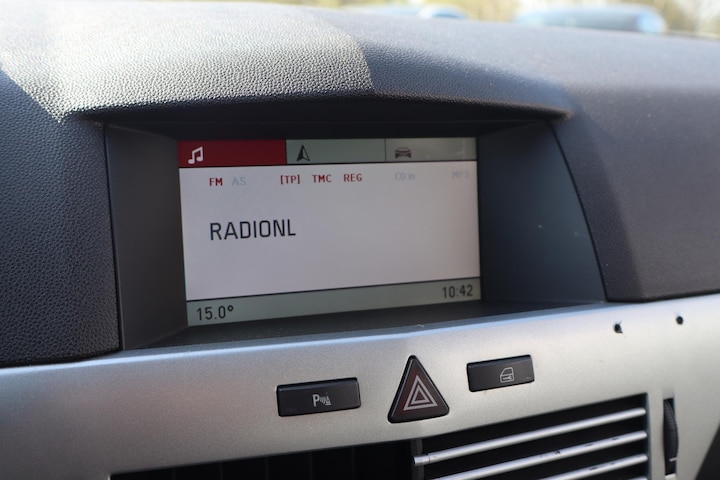 FM AS [TP] TMC REG CD in MP3
RADIONL
15.0° 10:42
P